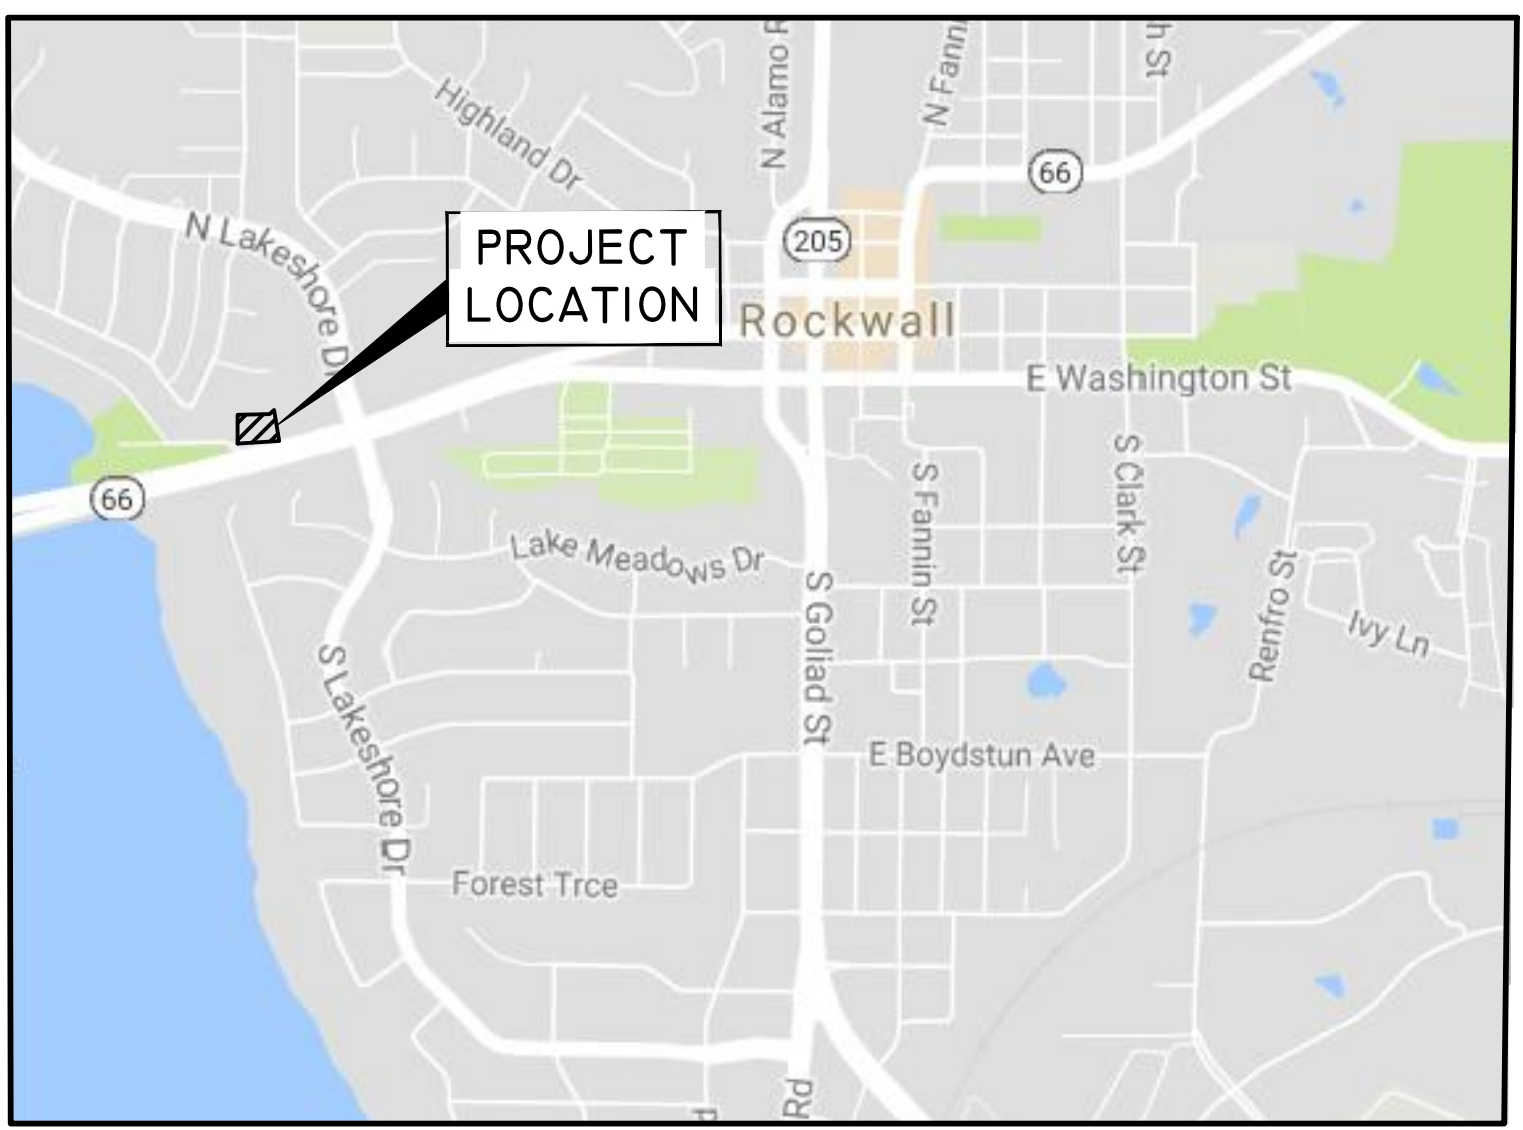 h St
N Alamo R
N Fann
Highland Dr
66
N Lakeshore Dr
PROJECT
LOCATION
205
Rockwall
E Washington St
66
S Clark St
S Fannin St
Lake Meadows Dr
S Goliad St
Renfro St
Ivy Ln
S Lakeshore Dr
E Boydstun Ave
Forest Trce
Rd